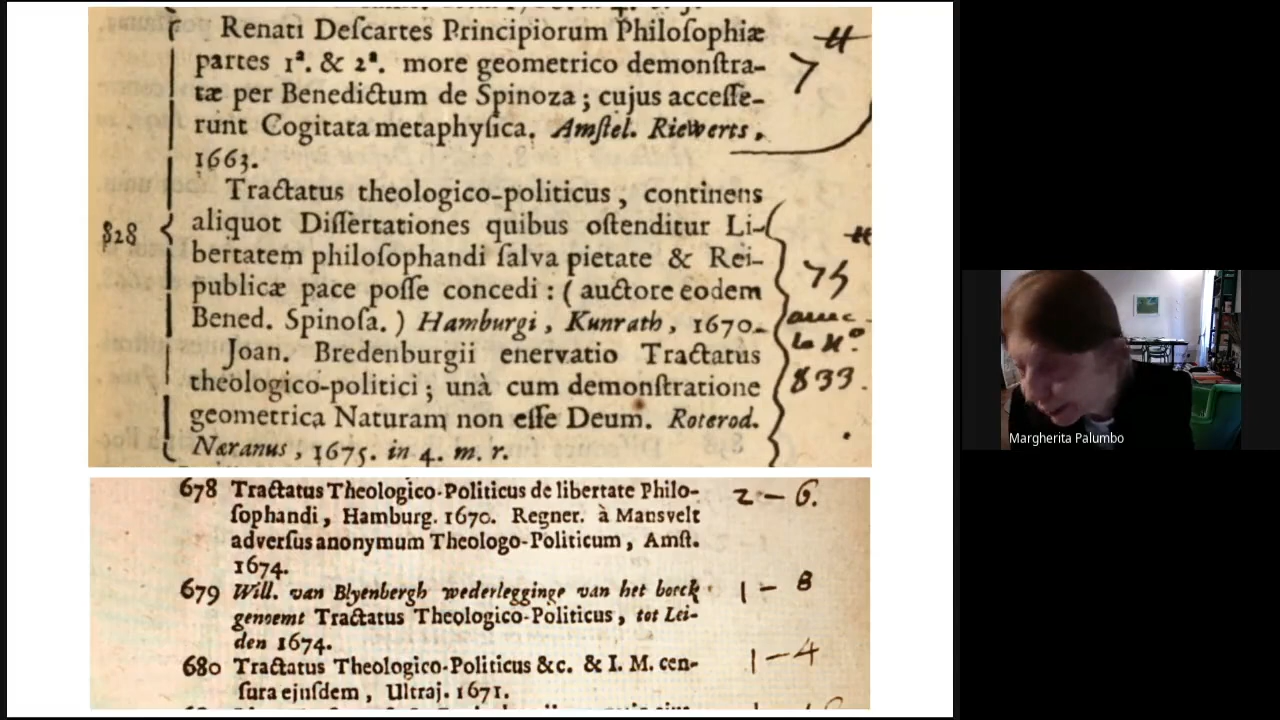 Renati Deſcartes Principiorum Philoſophiæ
partes 1ª. & 2ª. more geometrico demonſtra-
tæ per Benedictum de Spinoza ; cujus acceſſe-
runt Cogitata metaphyſica. Amſtel. Riewerts,
1663.
7
Tractatus theologico-politicus, continens
aliquot Diſſertationes quibus oſtenditur Li-
828
bertatem philoſophandi ſalva pietate & Rei-
publicæ pace poſſe concedi : ( auctore eodem
Bened. Spinoſa. ) Hamburgi, Kunrath, 1670.
Joan. Bredenburgii enervatio Tractatus
theologico-politici ; unà cum demonſtratione
geometrica Naturam non eſſe Deum. Roterod.
Næranus, 1675. in 4. m. r.
75
avec
le N.º
833.
678 Tractatus Theologico-Politicus de libertate Philo-
ſophandi, Hamburg. 1670. Regner. à Mansvelt
adverſus anonymum Theologo-Politicum, Amſt.
1674.
2 – 6.
679 Will. van Blyenbergh wederlegginge van het boeck
genoemt Tractatus Theologico-Politicus, tot Lei-
den 1674.
1 – 8
680 Tractatus Theologico-Politicus &c. & I. M. cen-
ſura ejuſdem, Ultraj. 1671.
1 – 4
Margherita Palumbo